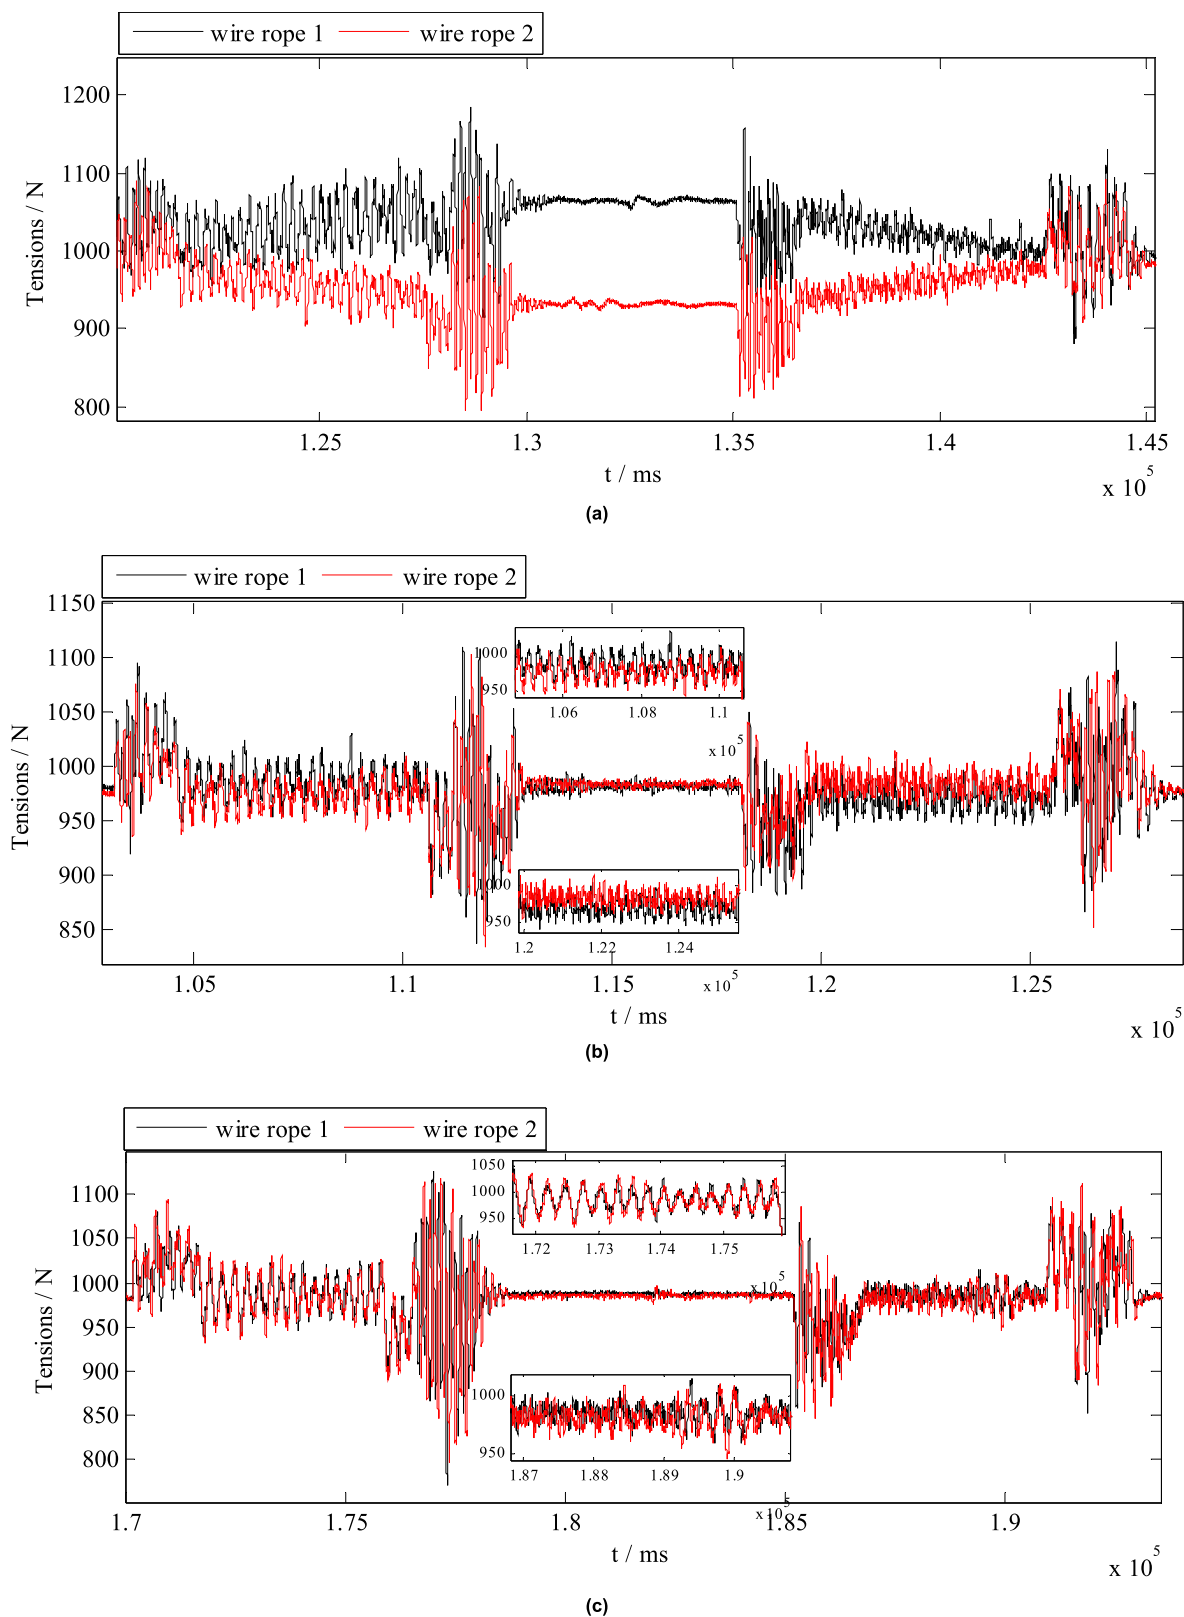 wire rope 1 wire rope 2
1200
1100
1000
900
800
Tensions / N
1.25 1.3 1.35 1.4 1.45
t / ms
x 10^5
(a)
wire rope 1 wire rope 2
1150
1100
1050
1000
950
900
850
Tensions / N
1000
950
1.06 1.08 1.1
x10^5
1000
950
1.2 1.22 1.24
x10^5
1.05 1.1 1.15 1.2 1.25
t / ms
x 10^5
(b)
wire rope 1 wire rope 2
1100
1050
1000
950
900
850
800
Tensions / N
1050
1000
950
1.72 1.73 1.74 1.75
x10^5
1000
950
1.87 1.88 1.89 1.9
x10^5
1.7 1.75 1.8 1.85 1.9
t / ms
x 10^5
(c)